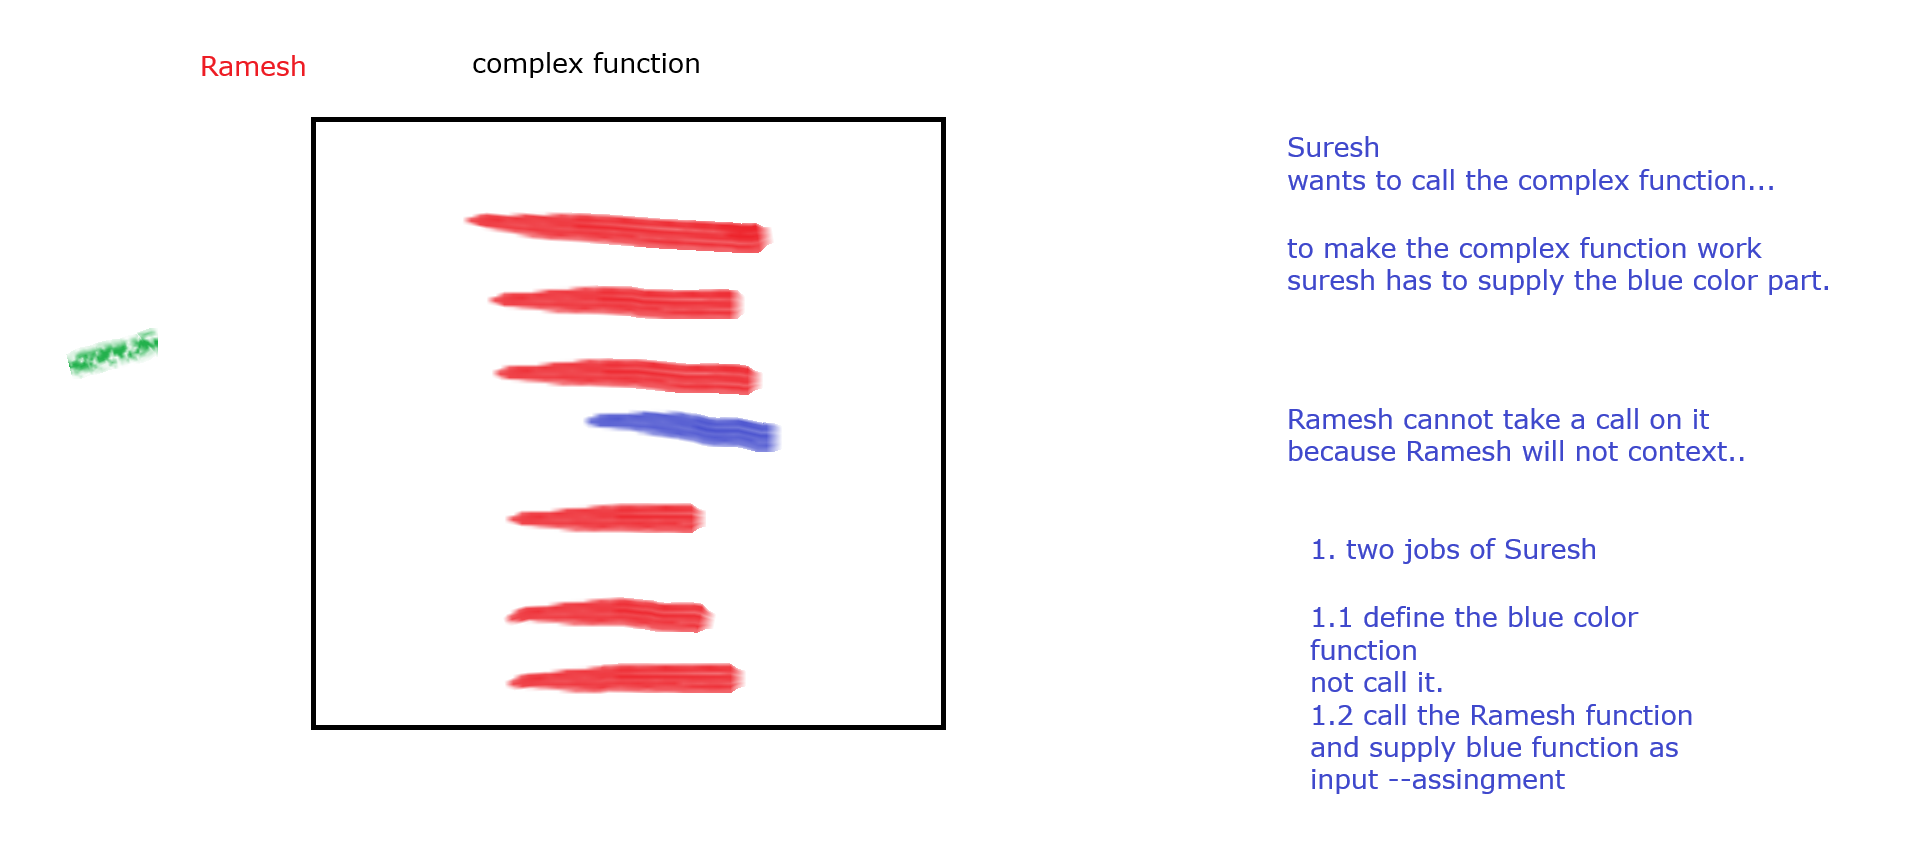 Ramesh
complex function
Suresh
wants to call the complex function...
to make the complex function work
suresh has to supply the blue color part.
Ramesh cannot take a call on it
because Ramesh will not context..
1. two jobs of Suresh
1.1 define the blue color
function
not call it.
1.2 call the Ramesh function
and supply blue function as
input --assingment